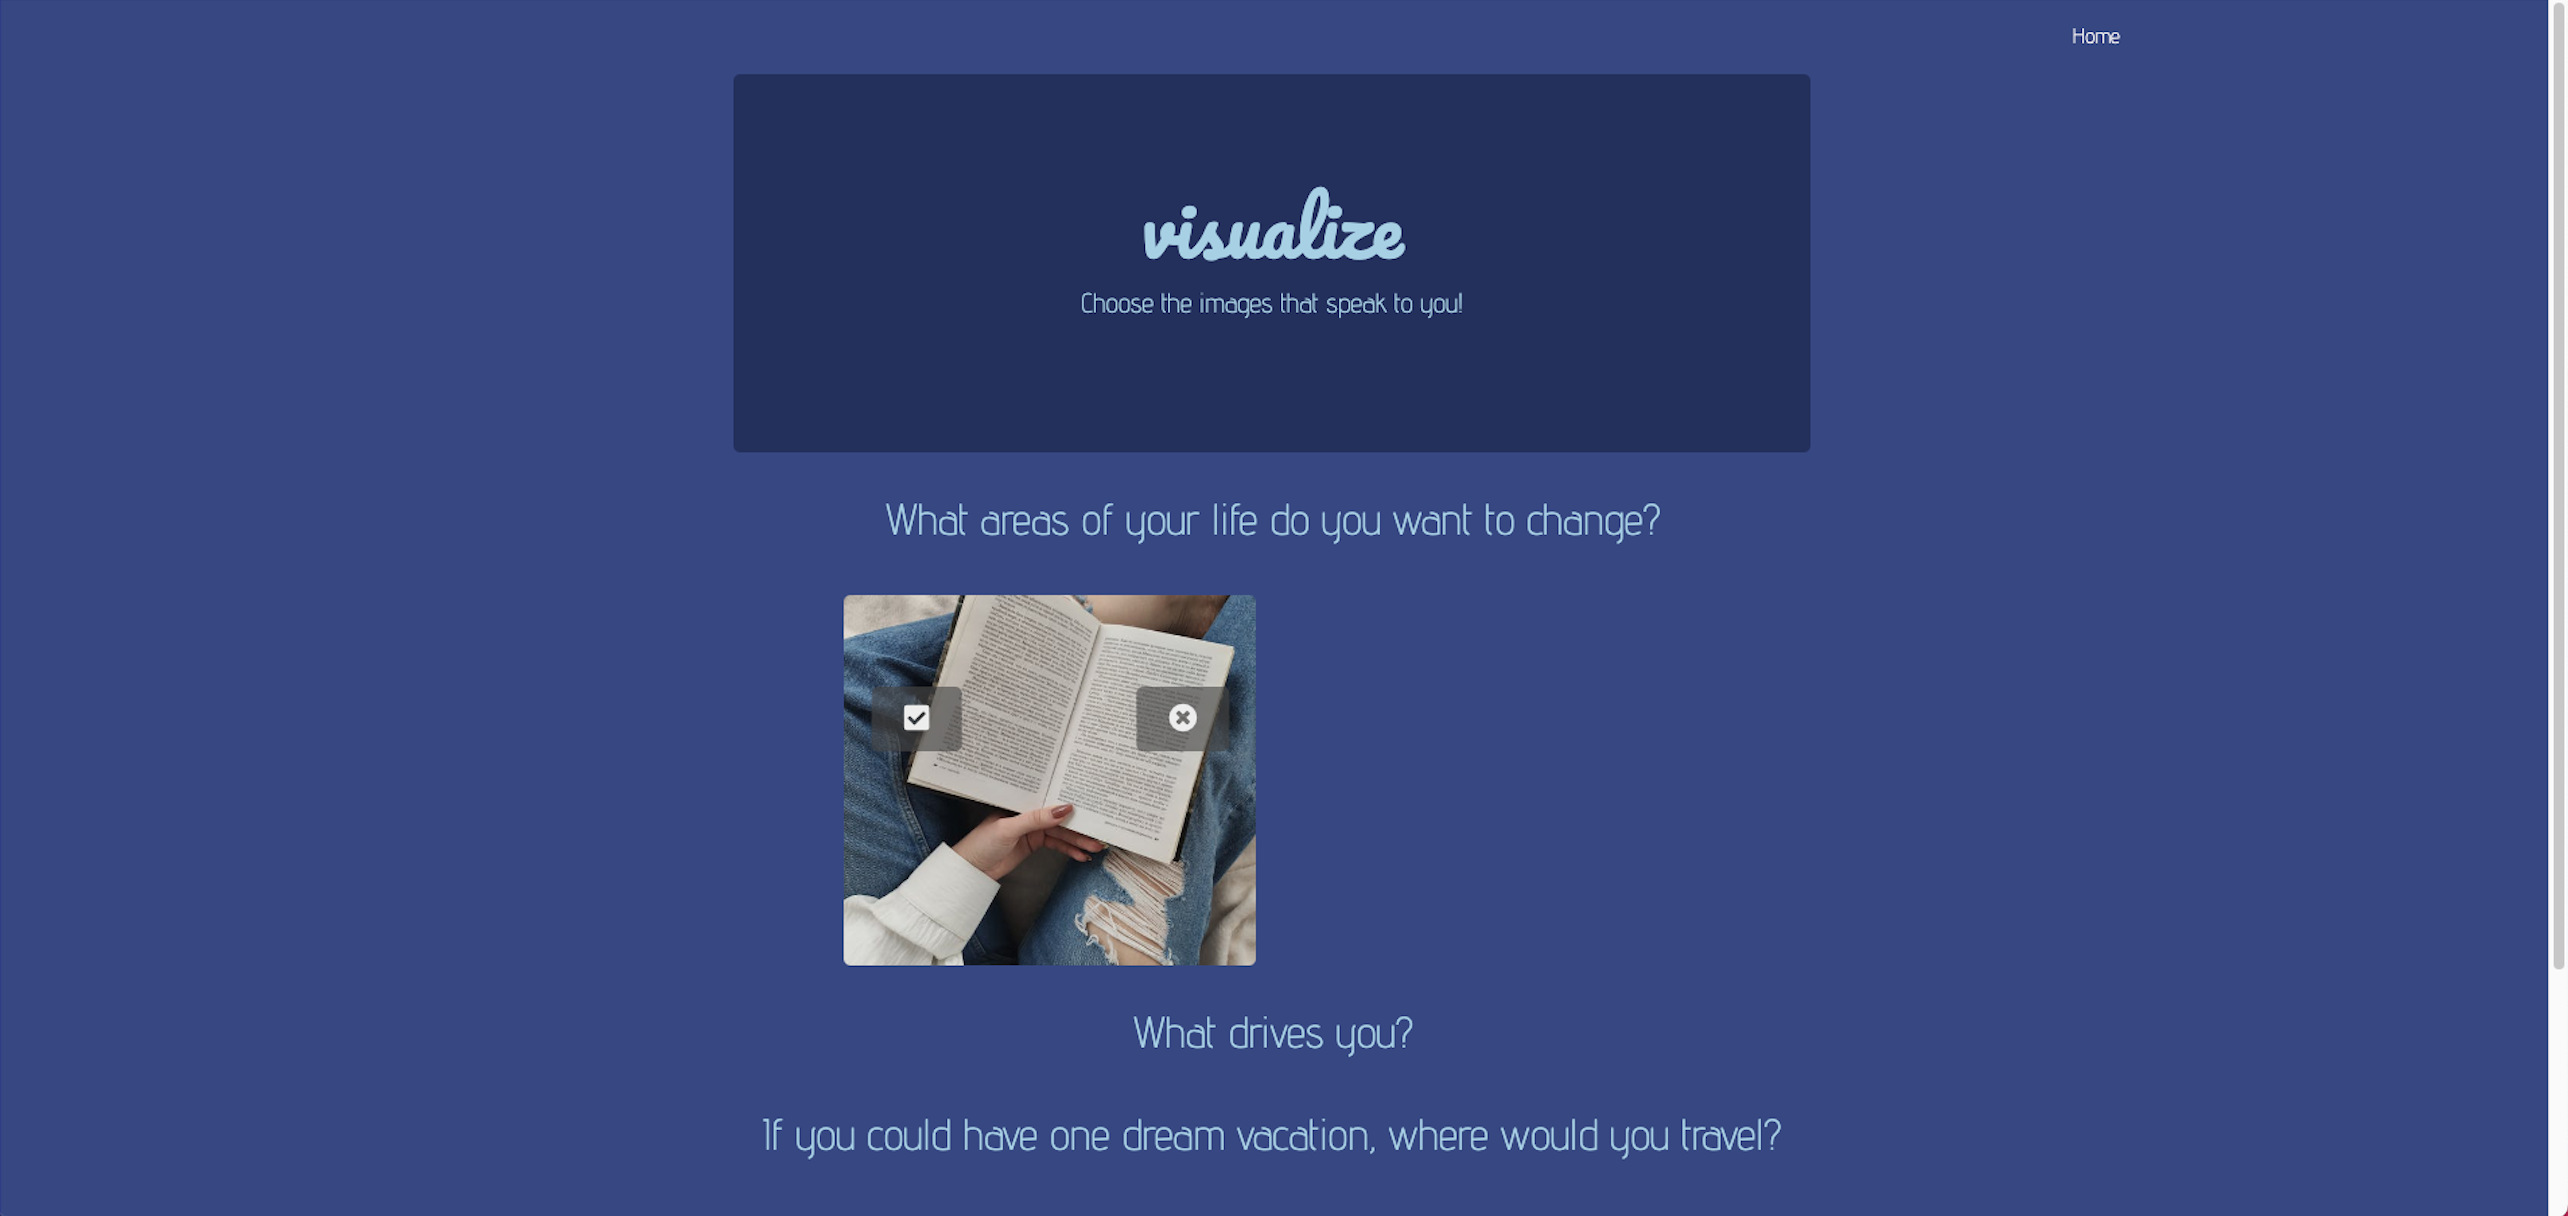 Home
visualize
Choose the images that speak to you!
What areas of your life do you want to change?
What drives you?
If you could have one dream vacation, where would you travel?